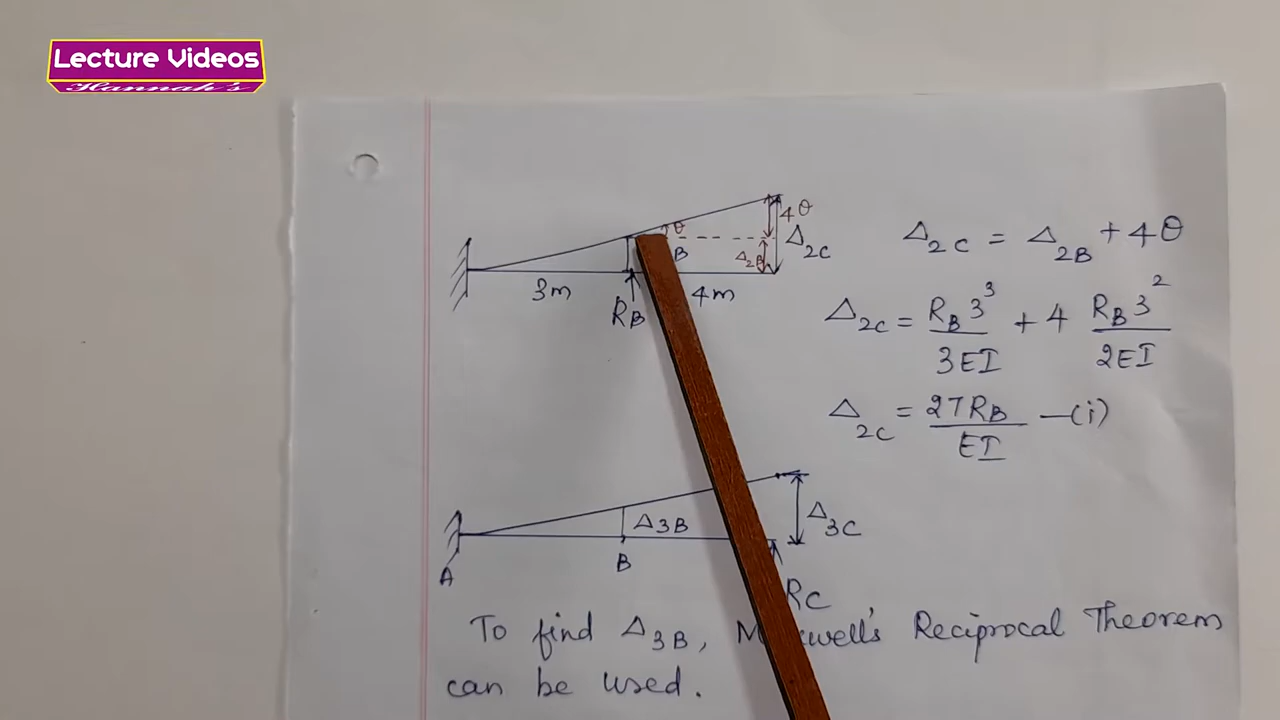 Lecture Videos
Hannah's
4θ
θ
B
Δ2B
Δ2C
3m
4m
RB
Δ2C = Δ2B + 4θ
Δ2C = RB 3³ / 3EI + 4 RB 3² / 2EI
Δ2C = 27RB / EI —(i)
Δ3B
Δ3C
A
B
RC
To find Δ3B, Reciprocal Theorem
can be used.